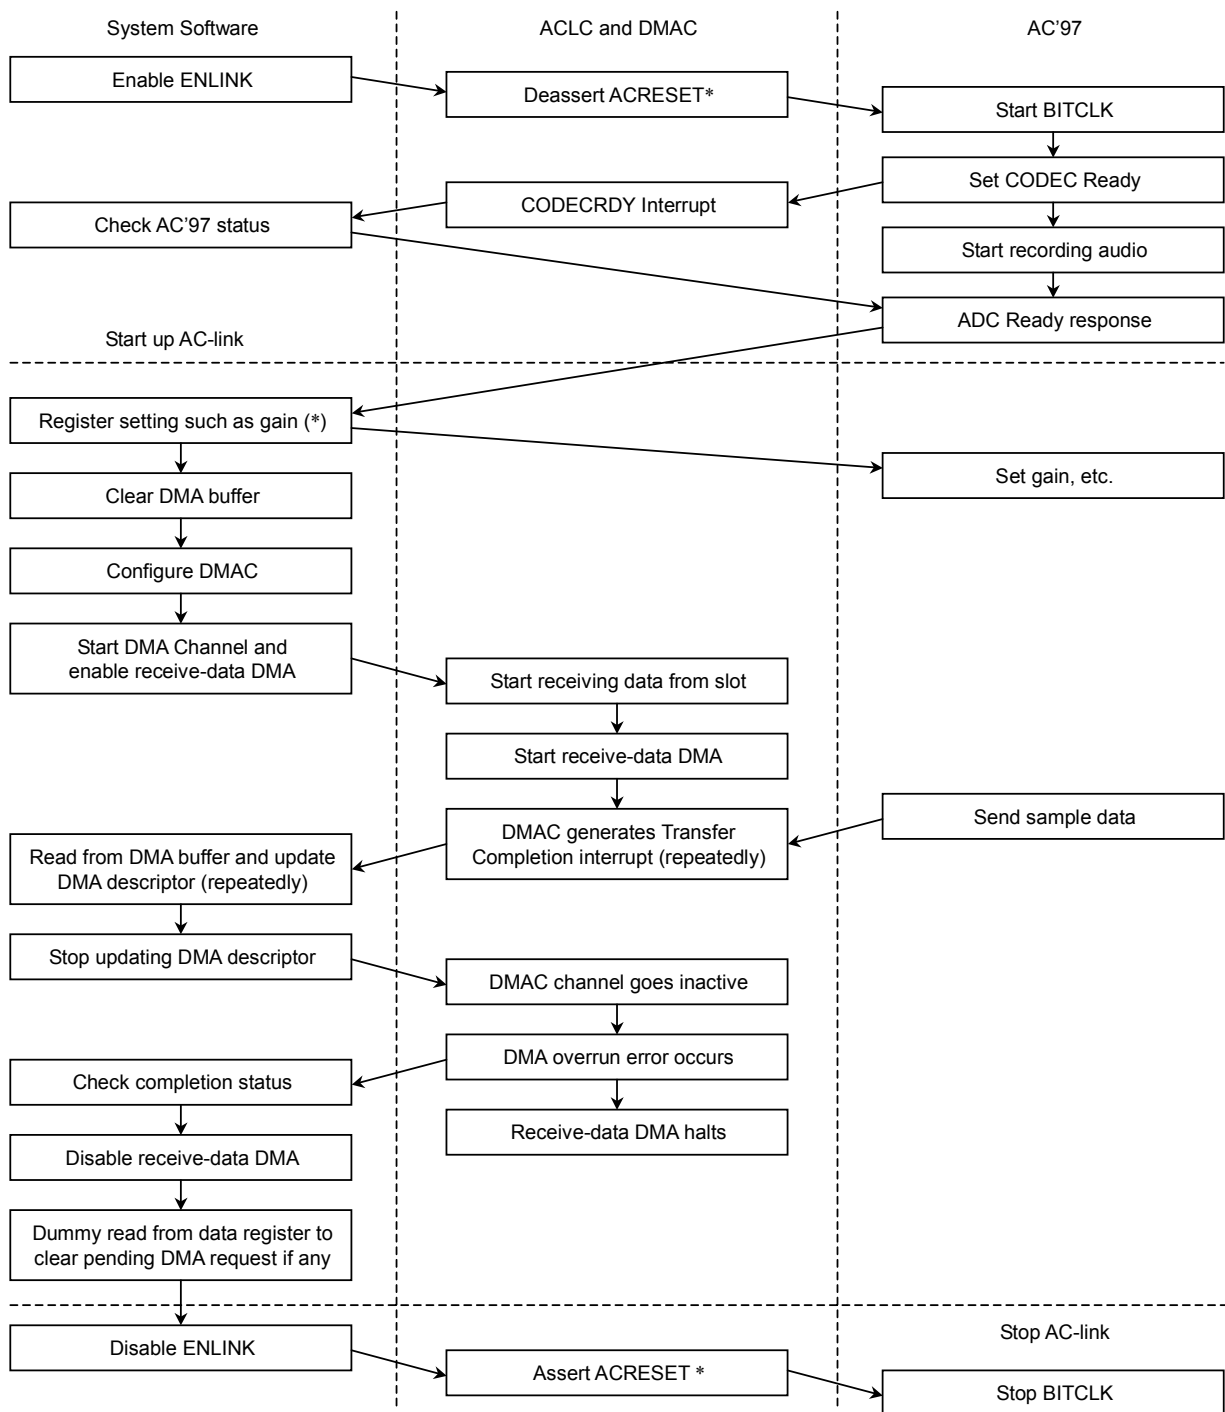 System Software
ACLC and DMAC
AC’97
Enable ENLINK
Deassert ACRESET*
Start BITCLK
Set CODEC Ready
CODECRDY Interrupt
Check AC’97 status
Start recording audio
ADC Ready response
Start up AC-link
Register setting such as gain (*)
Set gain, etc.
Clear DMA buffer
Configure DMAC
Start DMA Channel and
enable receive-data DMA
Start receiving data from slot
Start receive-data DMA
Send sample data
DMAC generates Transfer
Completion interrupt (repeatedly)
Read from DMA buffer and update
DMA descriptor (repeatedly)
Stop updating DMA descriptor
DMAC channel goes inactive
DMA overrun error occurs
Check completion status
Receive-data DMA halts
Disable receive-data DMA
Dummy read from data register to
clear pending DMA request if any
Stop AC-link
Disable ENLINK
Assert ACRESET *
Stop BITCLK